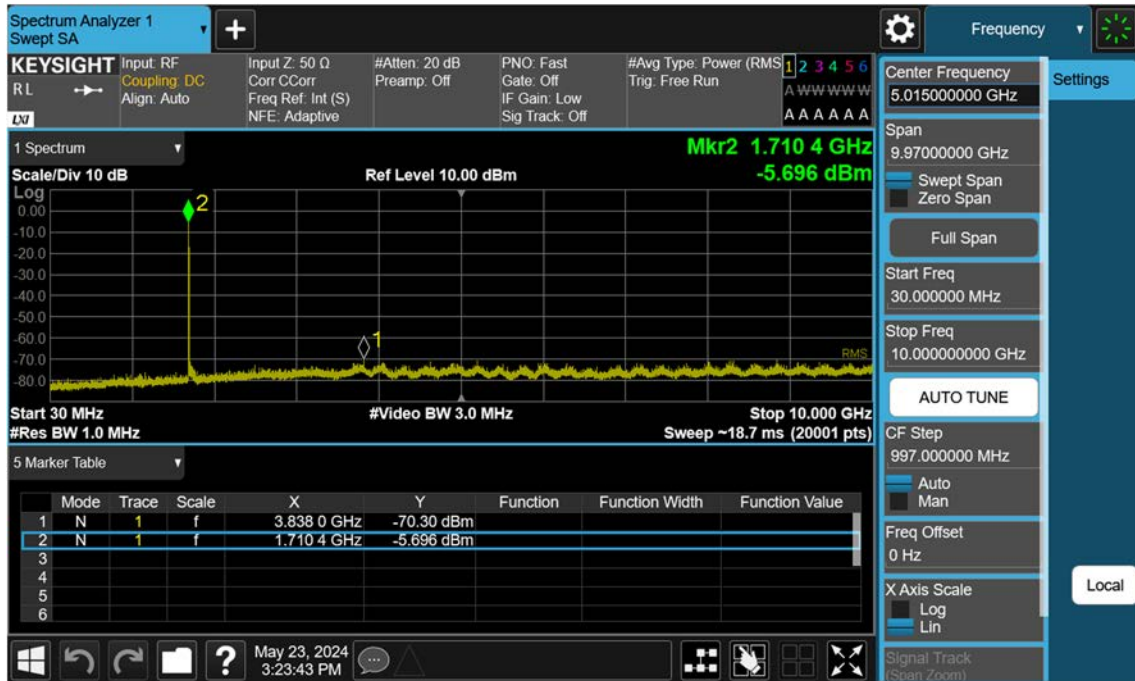 Spectrum Analyzer 1
Swept SA
Frequency
KEYSIGHT
RL
LXI
Input: RF
Coupling: DC
Align: Auto
Input Z: 50 Ω
Corr CCorr
Freq Ref: Int (S)
NFE: Adaptive
#Atten: 20 dB
Preamp: Off
PNO: Fast
Gate: Off
IF Gain: Low
Sig Track: Off
#Avg Type: Power (RMS
Trig: Free Run
1 2 3 4 5 6
A W W W W W
A A A A A A
1 Spectrum
Mkr2 1.710 4 GHz
Scale/Div 10 dB
Ref Level 10.00 dBm
-5.696 dBm
Log
0.00
-10.0
-20.0
-30.0
-40.0
-50.0
-60.0
-70.0
-80.0
2
1
RMS
Start 30 MHz
#Video BW 3.0 MHz
Stop 10.000 GHz
#Res BW 1.0 MHz
Sweep ~18.7 ms (20001 pts)
5 Marker Table
Mode Trace Scale X Y Function Function Width Function Value
1 N 1 f 3.838 0 GHz -70.30 dBm
2 N 1 f 1.710 4 GHz -5.696 dBm
3
4
5
6
?
May 23, 2024
3:23:43 PM
Center Frequency
5.015000000 GHz
Span
9.97000000 GHz
Swept Span
Zero Span
Full Span
Start Freq
30.000000 MHz
Stop Freq
10.000000000 GHz
AUTO TUNE
CF Step
997.000000 MHz
Auto
Man
Freq Offset
0 Hz
X Axis Scale
Log
Lin
Signal Track
(Span Zoom)
Settings
Local